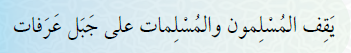 يَقِف المُسْلِمون والمُسْلِمات على جَبَل عَرَفات